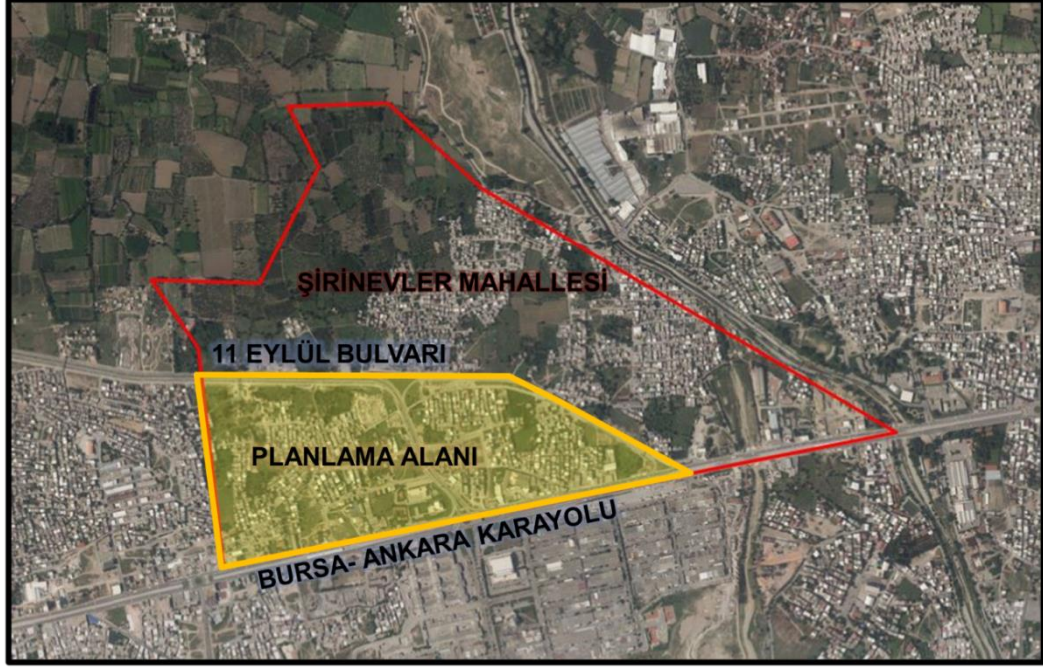 ŞİRİNEVLER MAHALLESİ
11 EYLÜL BULVARI
PLANLAMA ALANI
BURSA- ANKARA KARAYOLU